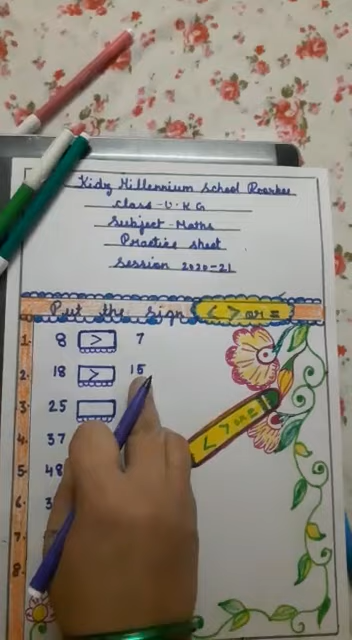 Kidz Millennium School Roorkee
Class - U.K.G
Subject - Maths
Practice sheet
Session 2020-21
Put the sign < > or =
1. 8 > 7
2. 18 > 15
3. 25
4. 37
5. 48
6. 3
7.
8.
< > or =